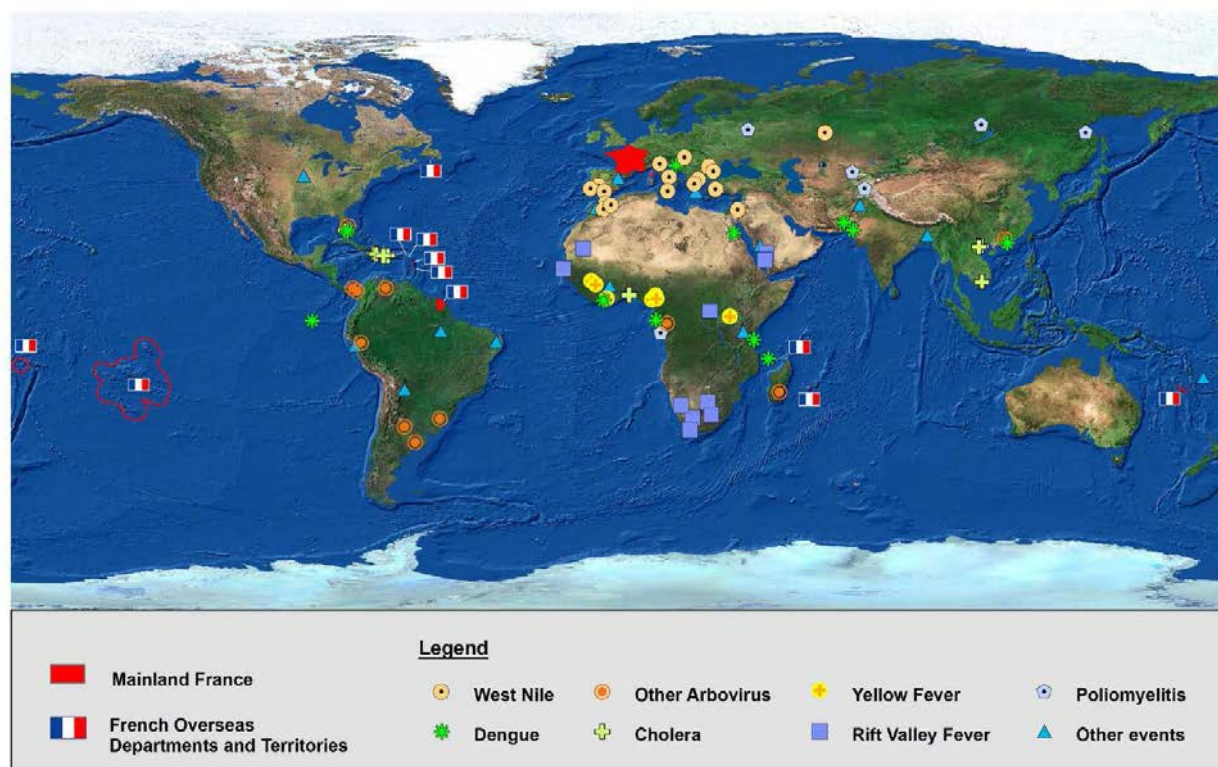 Legend
Mainland France
West Nile
Other Arbovirus
Yellow Fever
Poliomyelitis
French Overseas
Departments and Territories
Dengue
Cholera
Rift Valley Fever
Other events